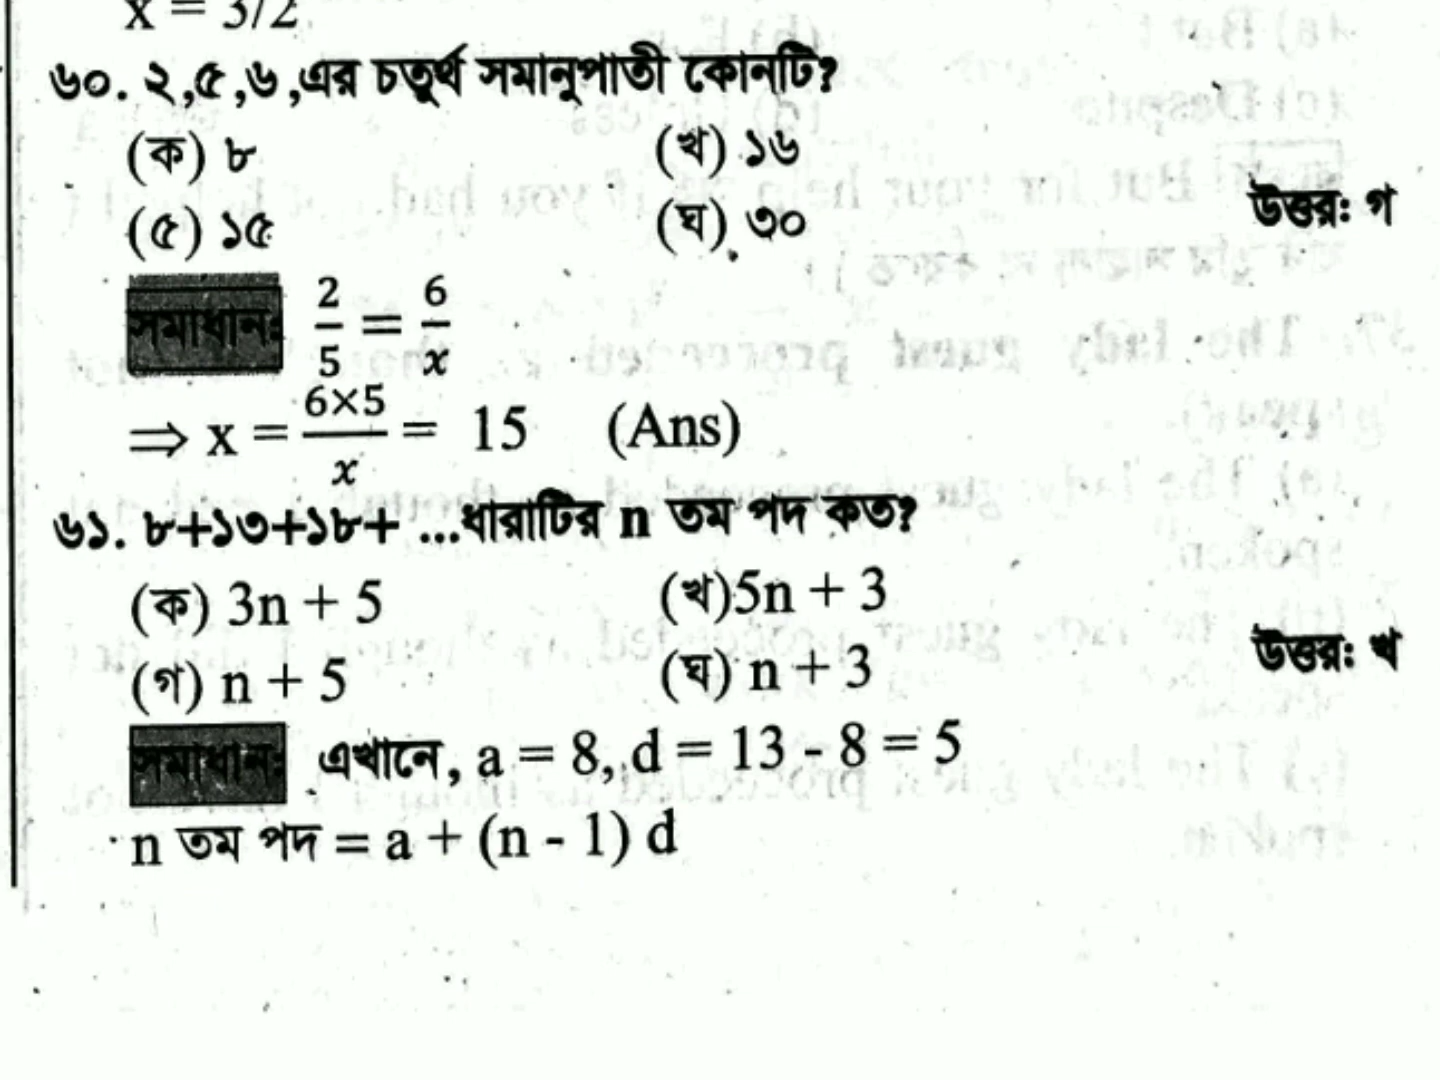 x = 3/2
৬০. ২,৫,৬,এর চতুর্থ সমানুপাতী কোনটি?
(ক) ৮ (খ) ১৬
(৫) ১৫ (ঘ) ৩০
উত্তর: গ
সমাধান: 2/5 = 6/x
⇒ x = 6×5/x = 15 (Ans)
৬১. ৮+১৩+১৮+ ...ধারাটির n তম পদ কত?
(ক) 3n + 5 (খ)5n + 3
(গ) n + 5 (ঘ) n + 3
উত্তর: খ
সমাধান: এখানে, a = 8, d = 13 - 8 = 5
n তম পদ = a + (n - 1) d